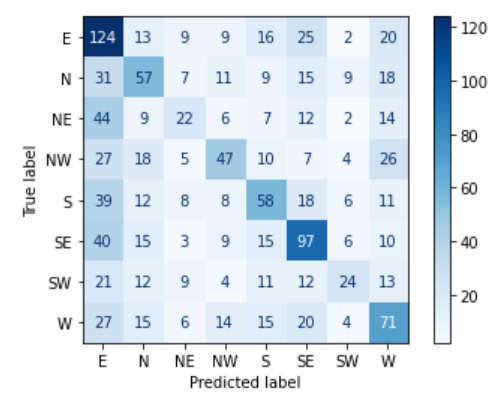 E 124 13 9 9 16 25 2 20
N 31 57 7 11 9 15 9 18
NE 44 9 22 6 7 12 2 14
NW 27 18 5 47 10 7 4 26
S 39 12 8 8 58 18 6 11
SE 40 15 3 9 15 97 6 10
SW 21 12 9 4 11 12 24 13
W 27 15 6 14 15 20 4 71
E N NE NW S SE SW W
Predicted label
True label
120
100
80
60
40
20